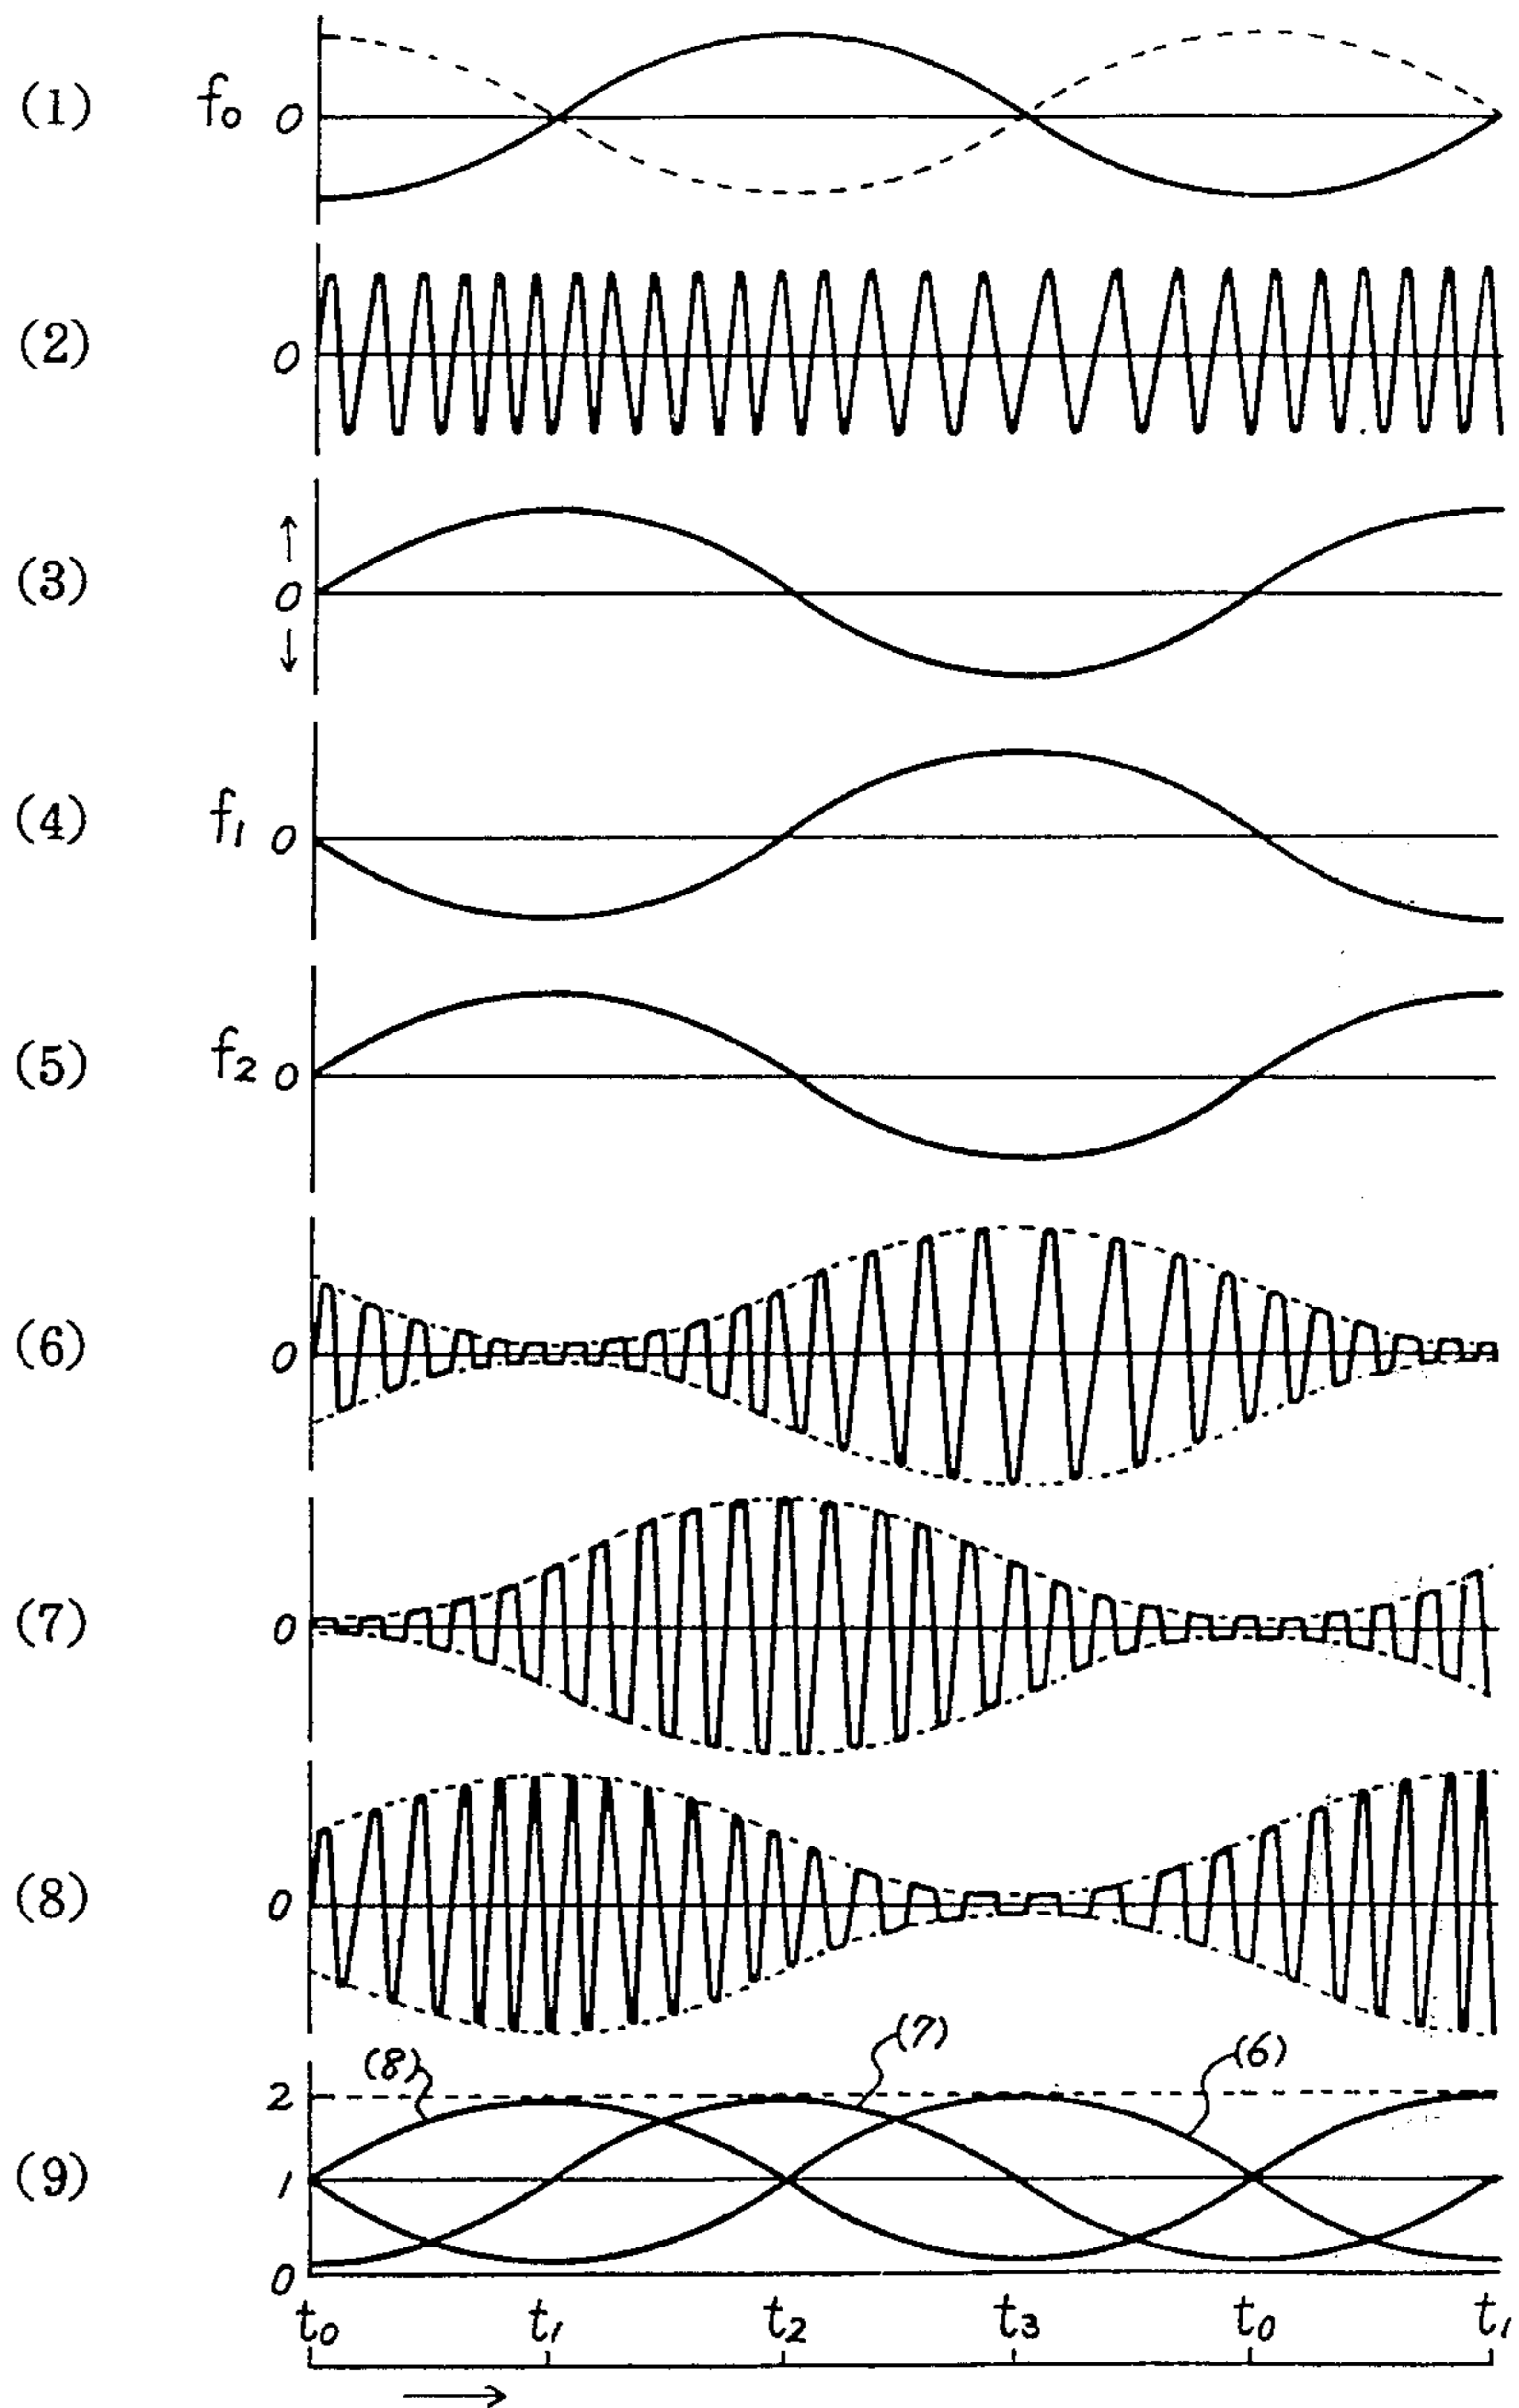 (1) f₀ 0
(2) 0
(3) ↑ 0 ↓
(4) f₁ 0
(5) f₂ 0
(6) 0
(7) 0
(8) 0
(8) (7) (6)
2
(9) 1
0
t₀ t₁ t₂ t₃ t₀ t₁
→